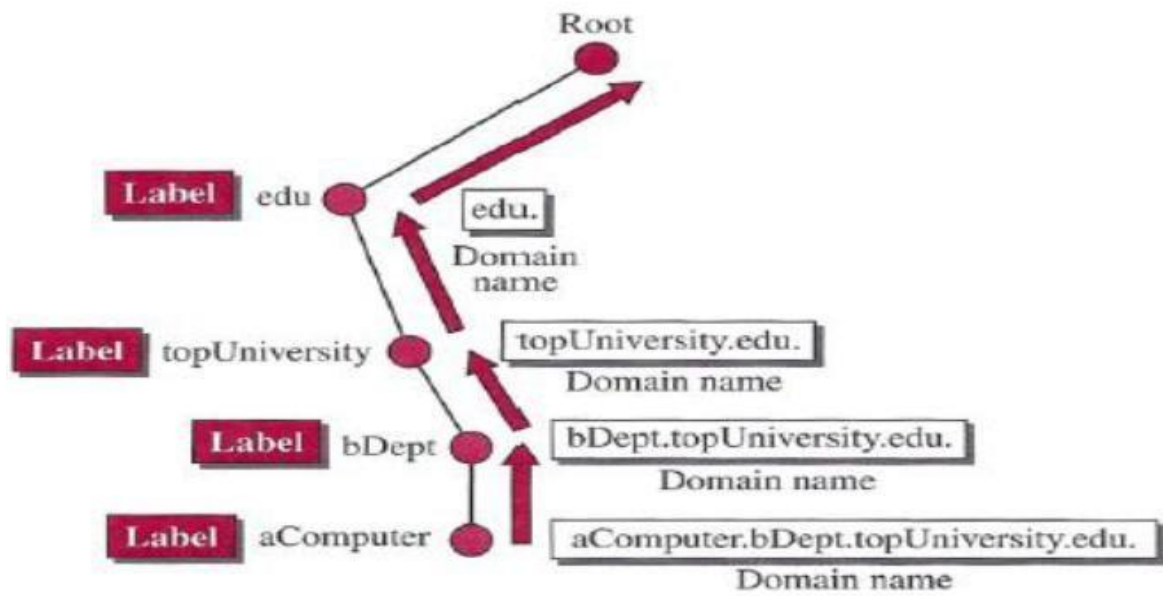 Root
Label edu
edu.
Domain
name
Label topUniversity
topUniversity.edu.
Domain name
Label bDept
bDept.topUniversity.edu.
Domain name
Label aComputer
aComputer.bDept.topUniversity.edu.
Domain name